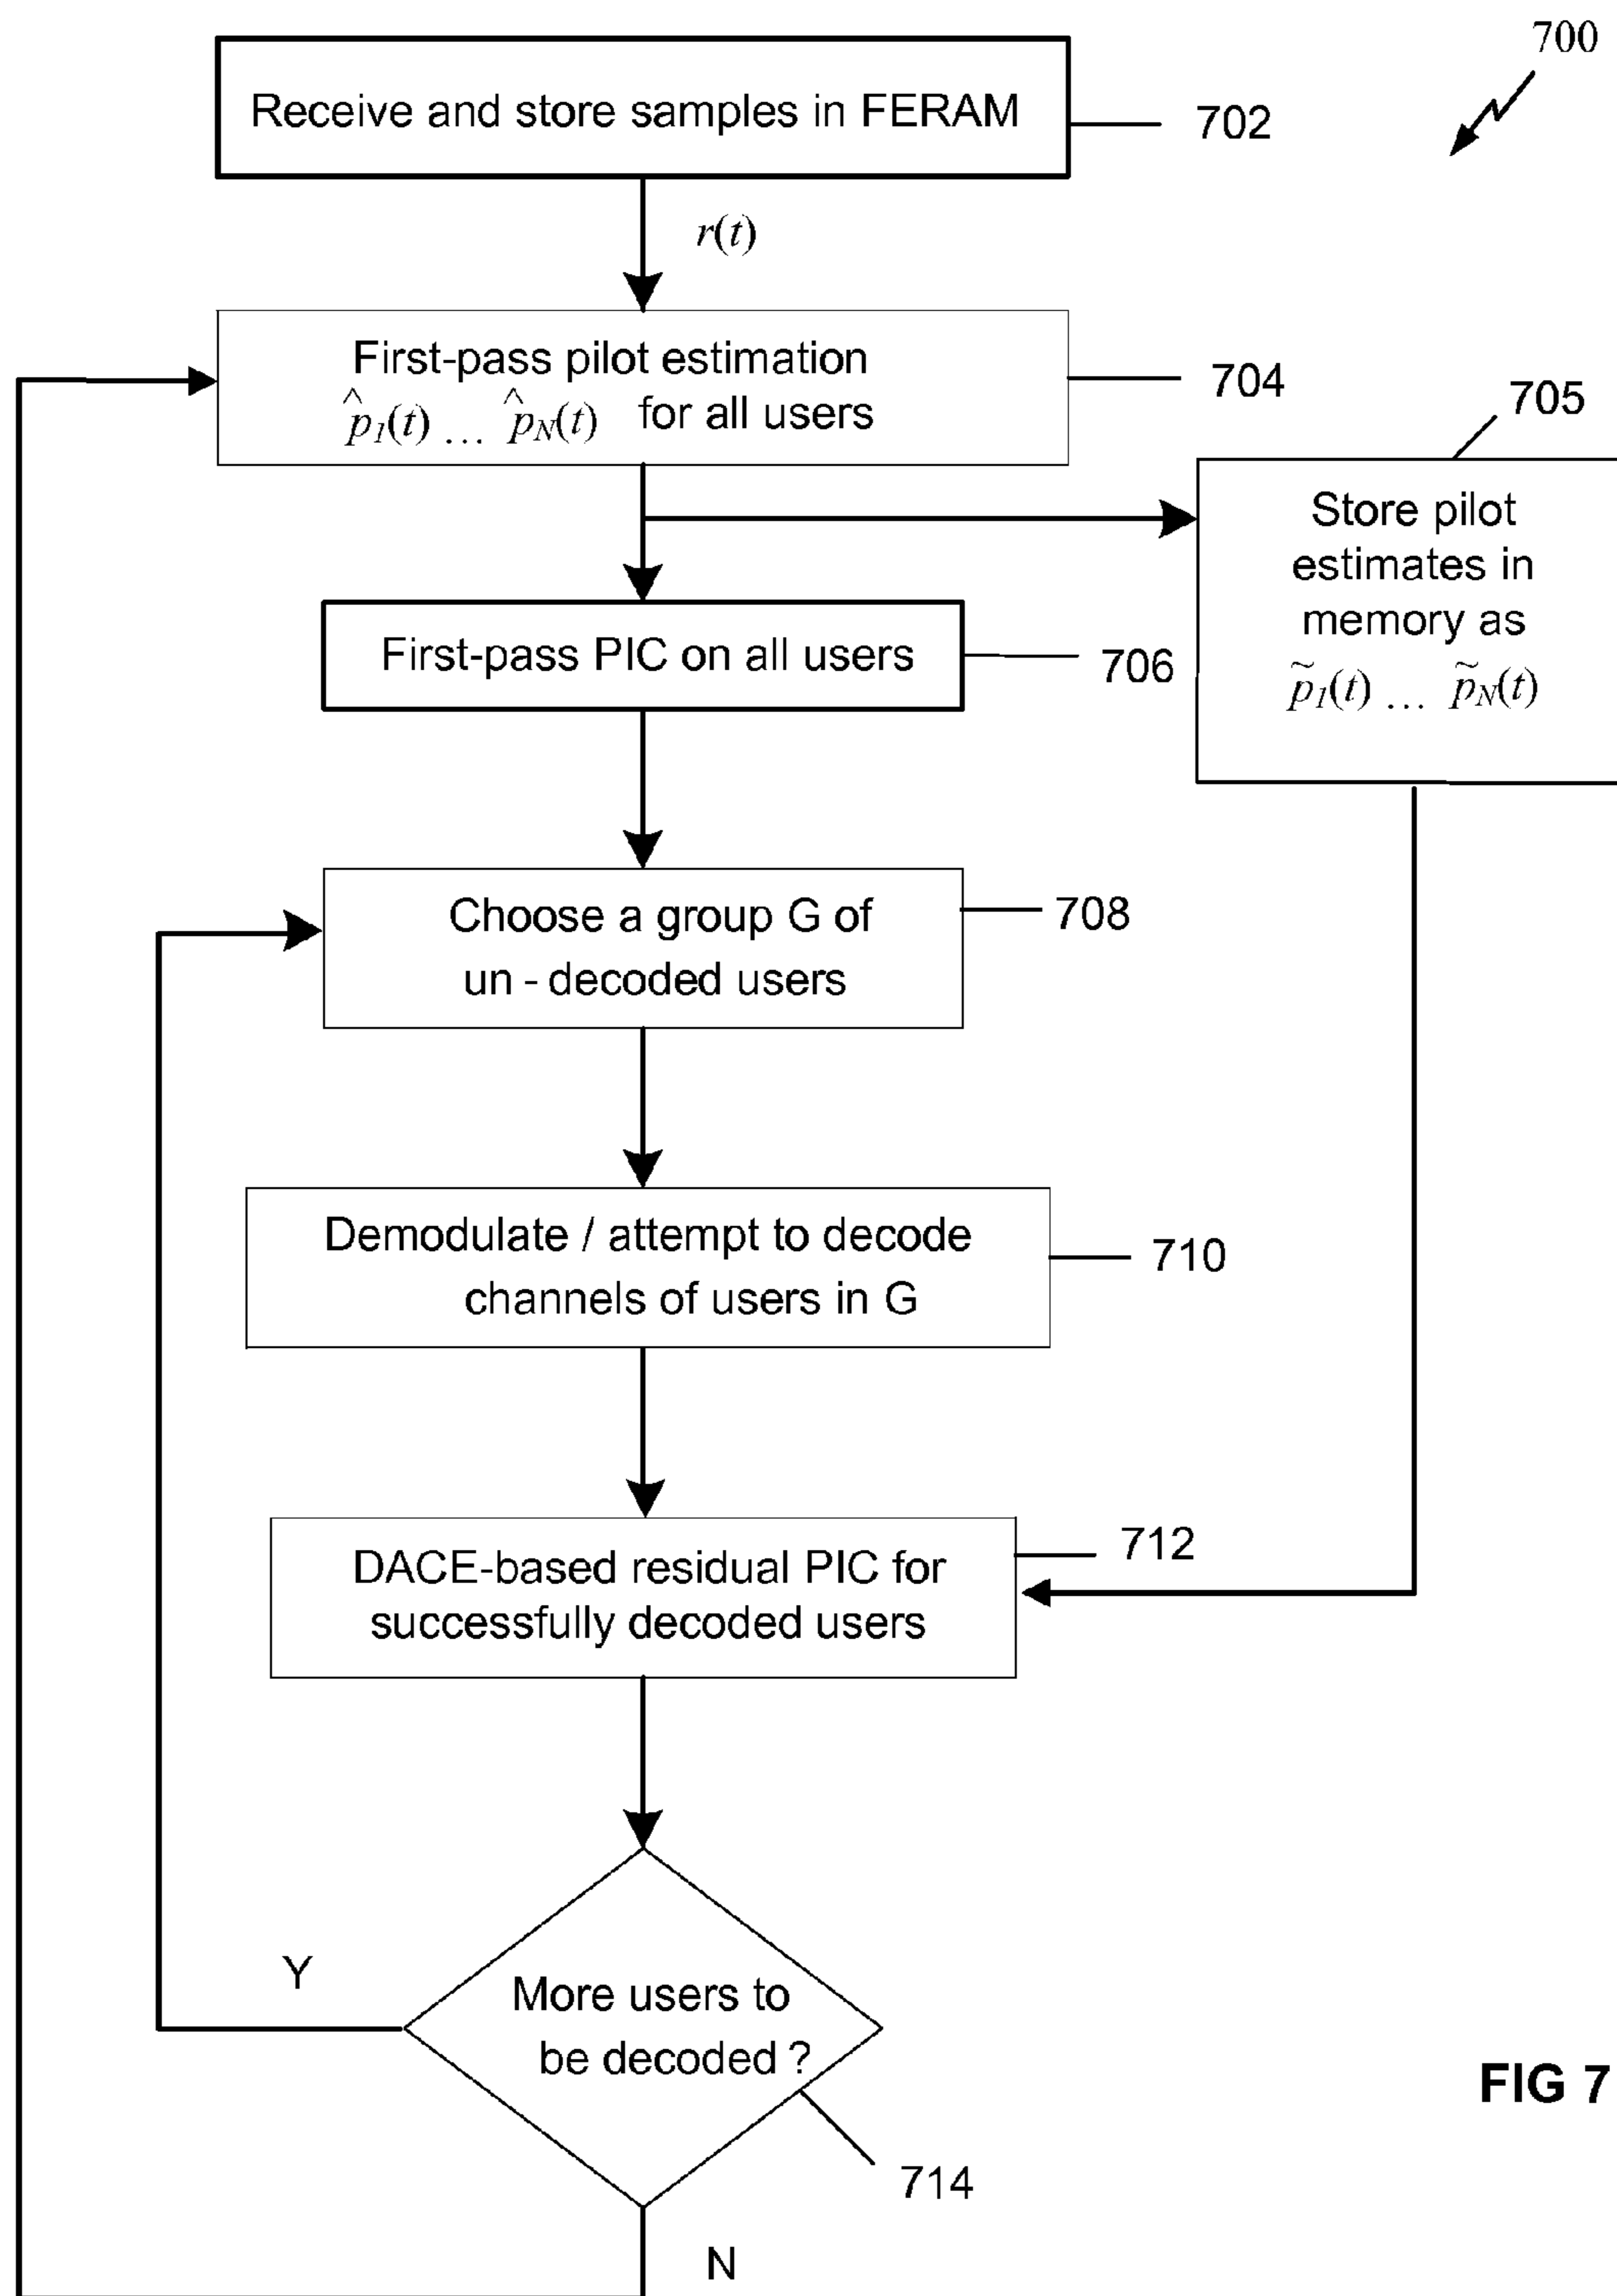 700
Receive and store samples in FERAM
702
r(t)
First-pass pilot estimation
p̂1(t) ... p̂N(t) for all users
704
705
Store pilot
estimates in
memory as
p̃1(t) ... p̃N(t)
First-pass PIC on all users
706
Choose a group G of
un - decoded users
708
Demodulate / attempt to decode
channels of users in G
710
DACE-based residual PIC for
successfully decoded users
712
Y
More users to
be decoded ?
714
N
FIG 7